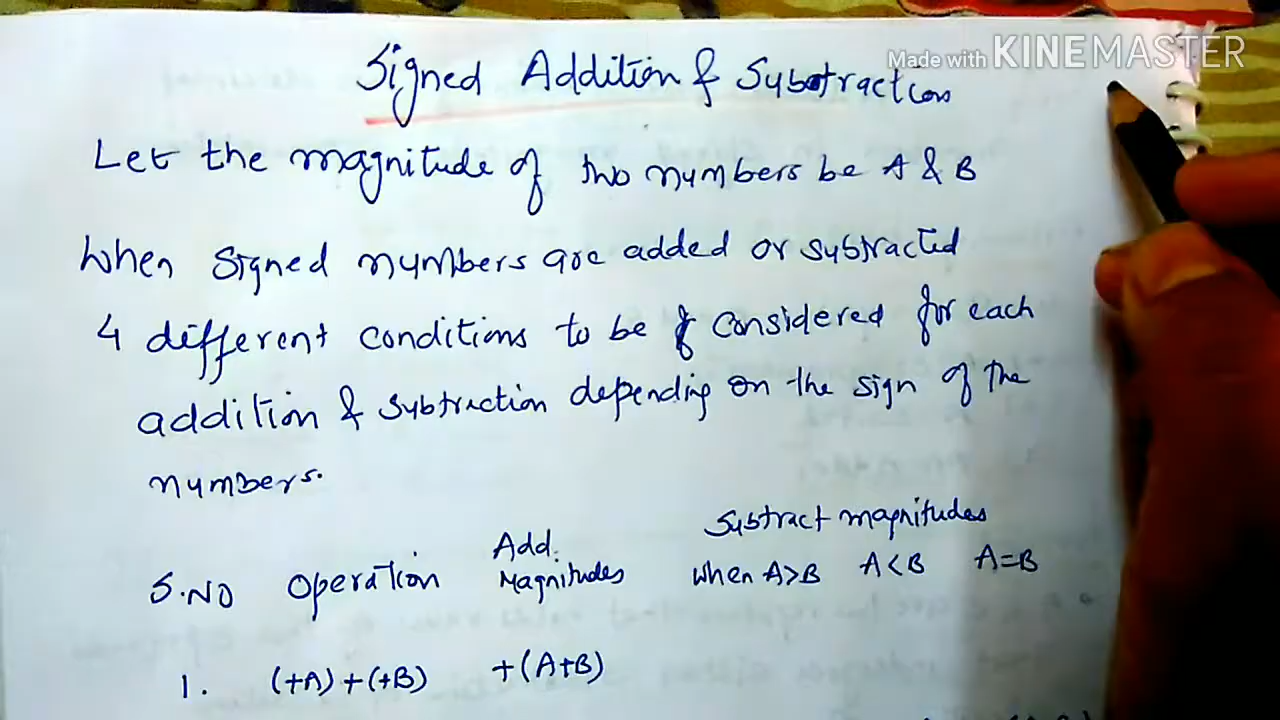 Made with KINEMASTER
Signed Addition & Subtraction
Let the magnitude of two numbers be A & B
When signed numbers are added or subtracted
4 different conditions to be considered for each
addition & subtraction depending on the sign of the
numbers.
Subtract magnitudes
S.NO Operation Add. Magnitudes When A>B A<B A=B
1. (+A)+(+B) +(A+B)